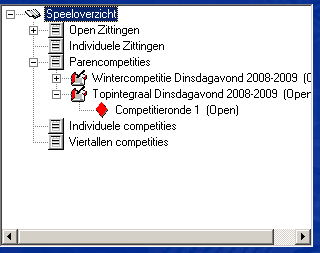 Speeloverzicht
Open Zittingen
Individuele Zittingen
Parencompetities
Wintercompetitie Dinsdagavond 2008-2009 (O
Topintegraal Dinsdagavond 2008-2009 (Open
Competitieronde 1 (Open)
Individuele competities
Viertallen competities